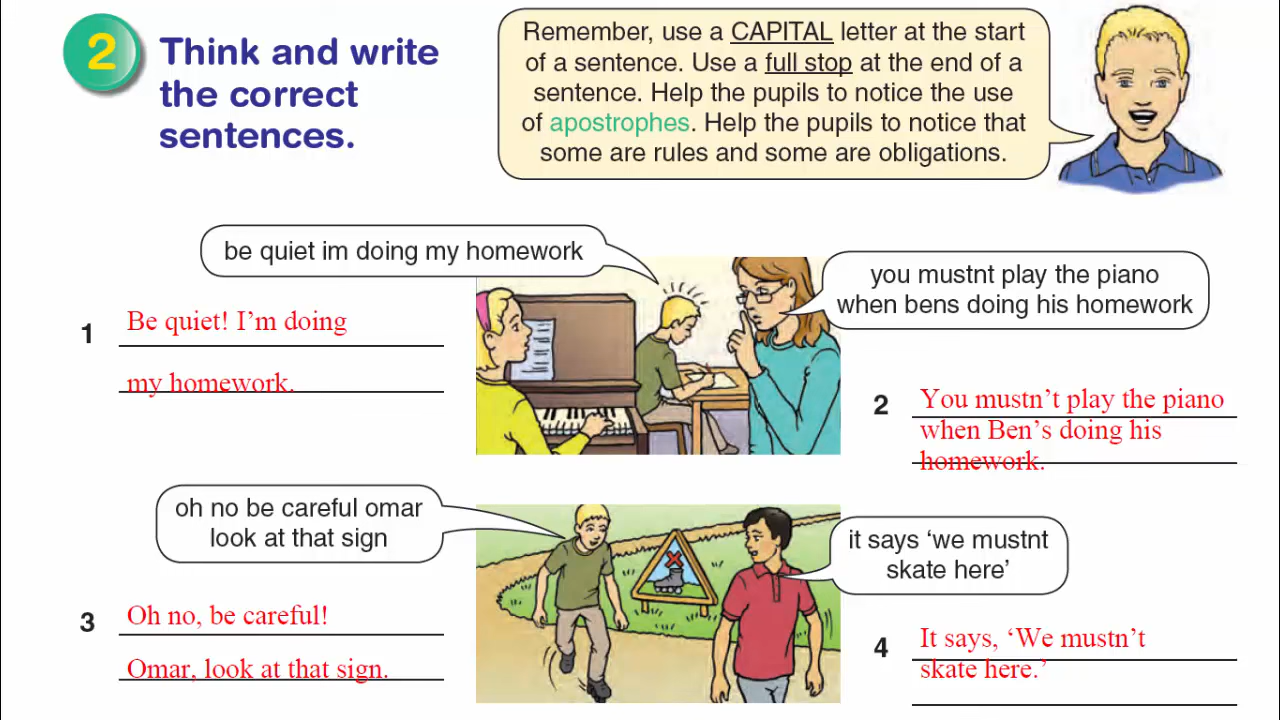 2
Think and write
the correct
sentences.
Remember, use a CAPITAL letter at the start
of a sentence. Use a full stop at the end of a
sentence. Help the pupils to notice the use
of apostrophes. Help the pupils to notice that
some are rules and some are obligations.
be quiet im doing my homework
you mustnt play the piano
when bens doing his homework
1
Be quiet! I’m doing
my homework.
2
You mustn’t play the piano
when Ben’s doing his
homework.
oh no be careful omar
look at that sign
it says ‘we mustnt
skate here’
3
Oh no, be careful!
Omar, look at that sign.
4
It says, ‘We mustn’t
skate here.’